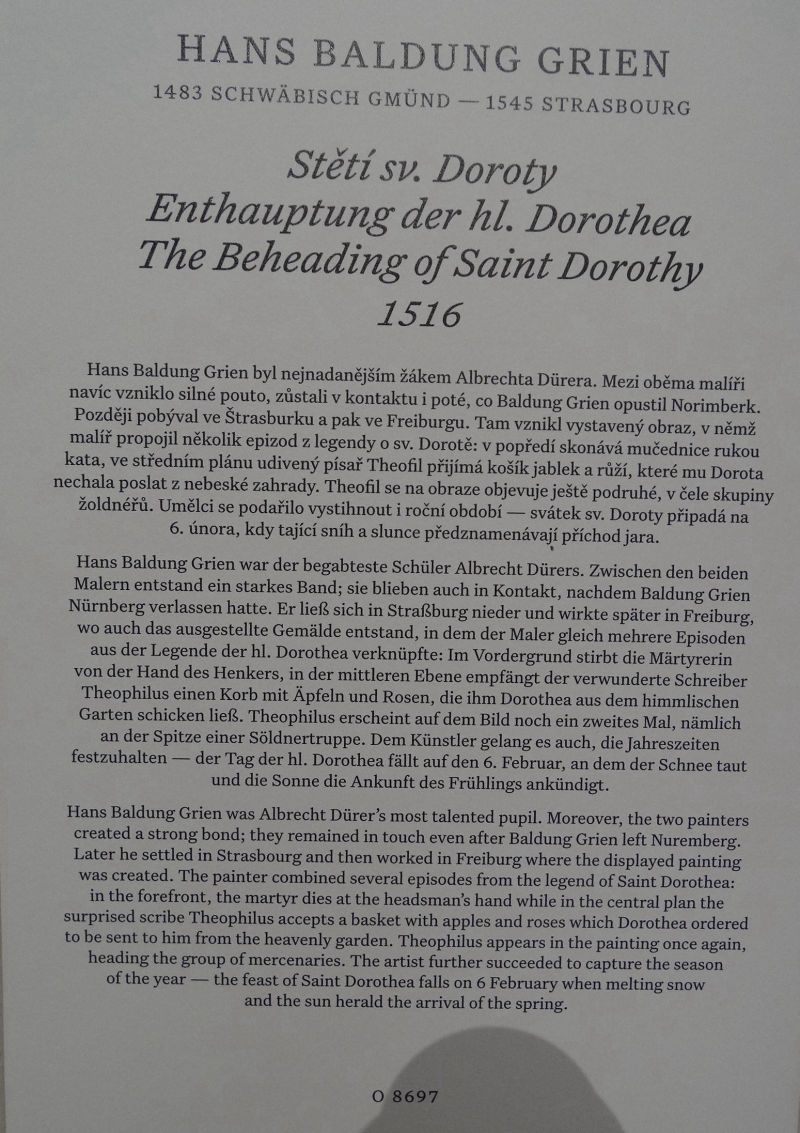 HANS BALDUNG GRIEN
1483 SCHWÄBISCH GMÜND — 1545 STRASBOURG
Stětí sv. Doroty
Enthauptung der hl. Dorothea
The Beheading of Saint Dorothy
1516
Hans Baldung Grien byl nejnadanějším žákem Albrechta Dürera. Mezi oběma malíři
navíc vzniklo silné pouto, zůstali v kontaktu i poté, co Baldung Grien opustil Norimberk.
Později pobýval ve Štrasburku a pak ve Freiburgu. Tam vznikl vystavený obraz, v němž
malíř propojil několik epizod z legendy o sv. Dorotě: v popředí skonává mučednice rukou
kata, ve středním plánu udivený písař Theofil přijímá košík jablek a růží, které mu Dorota
nechala poslat z nebeské zahrady. Theofil se na obraze objevuje ještě podruhé, v čele skupiny
žoldnéřů. Umělci se podařilo vystihnout i roční období — svátek sv. Doroty připadá na
6. února, kdy tající sníh a slunce předznamenávají příchod jara.
Hans Baldung Grien war der begabteste Schüler Albrecht Dürers. Zwischen den beiden
Malern entstand ein starkes Band; sie blieben auch in Kontakt, nachdem Baldung Grien
Nürnberg verlassen hatte. Er ließ sich in Straßburg nieder und wirkte später in Freiburg,
wo auch das ausgestellte Gemälde entstand, in dem der Maler gleich mehrere Episoden
aus der Legende der hl. Dorothea verknüpfte: Im Vordergrund stirbt die Märtyrerin
von der Hand des Henkers, in der mittleren Ebene empfängt der verwunderte Schreiber
Theophilus einen Korb mit Äpfeln und Rosen, die ihm Dorothea aus dem himmlischen
Garten schicken ließ. Theophilus erscheint auf dem Bild noch ein zweites Mal, nämlich
an der Spitze einer Söldnertruppe. Dem Künstler gelang es auch, die Jahreszeiten
festzuhalten — der Tag der hl. Dorothea fällt auf den 6. Februar, an dem der Schnee taut
und die Sonne die Ankunft des Frühlings ankündigt.
Hans Baldung Grien was Albrecht Dürer’s most talented pupil. Moreover, the two painters
created a strong bond; they remained in touch even after Baldung Grien left Nuremberg.
Later he settled in Strasbourg and then worked in Freiburg where the displayed painting
was created. The painter combined several episodes from the legend of Saint Dorothea:
in the forefront, the martyr dies at the headsman’s hand while in the central plan the
surprised scribe Theophilus accepts a basket with apples and roses which Dorothea ordered
to be sent to him from the heavenly garden. Theophilus appears in the painting once again,
heading the group of mercenaries. The artist further succeeded to capture the season
of the year — the feast of Saint Dorothea falls on 6 February when melting snow
and the sun herald the arrival of the spring.
O 8697